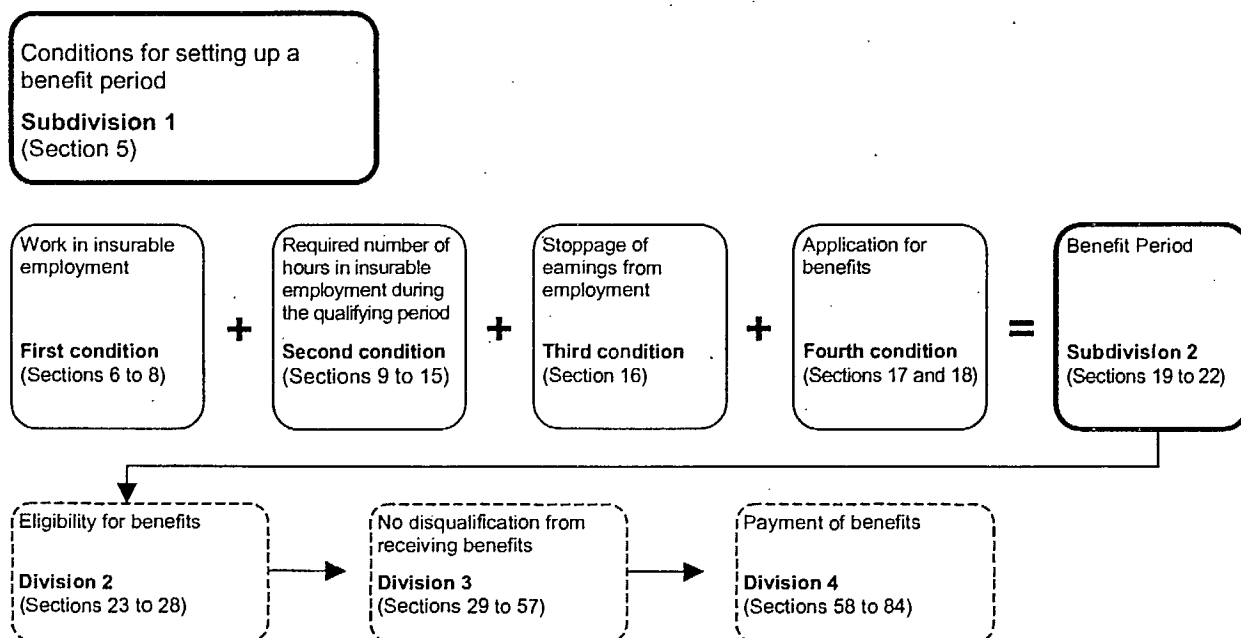 Conditions for setting up a
benefit period
Subdivision 1
(Section 5)
Work in insurable
employment
First condition
(Sections 6 to 8)
+
Required number of
hours in insurable
employment during
the qualifying period
Second condition
(Sections 9 to 15)
+
Stoppage of
earnings from
employment
Third condition
(Section 16)
+
Application for
benefits
Fourth condition
(Sections 17 and 18)
=
Benefit Period
Subdivision 2
(Sections 19 to 22)
Eligibility for benefits
Division 2
(Sections 23 to 28)
No disqualification from
receiving benefits
Division 3
(Sections 29 to 57)
Payment of benefits
Division 4
(Sections 58 to 84)